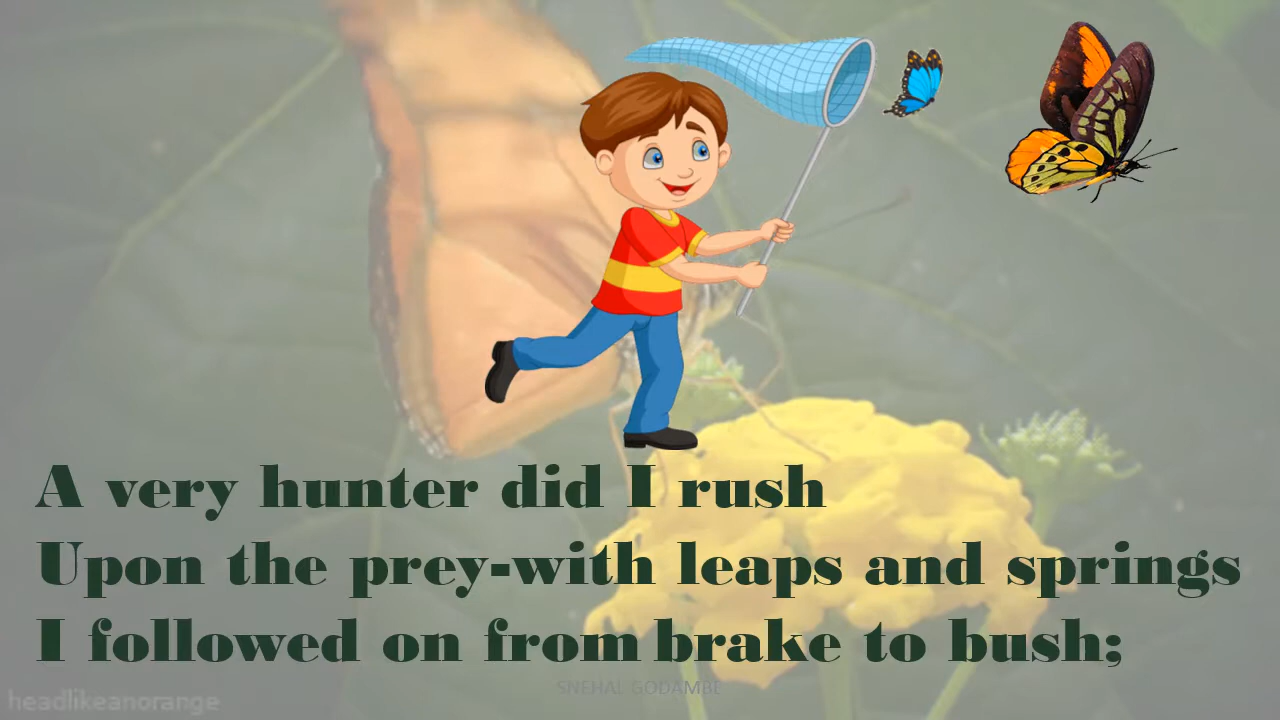 A very hunter did I rush
Upon the prey-with leaps and springs
I followed on from brake to bush;
SNEHAL GODAMBE
headlikeanorange